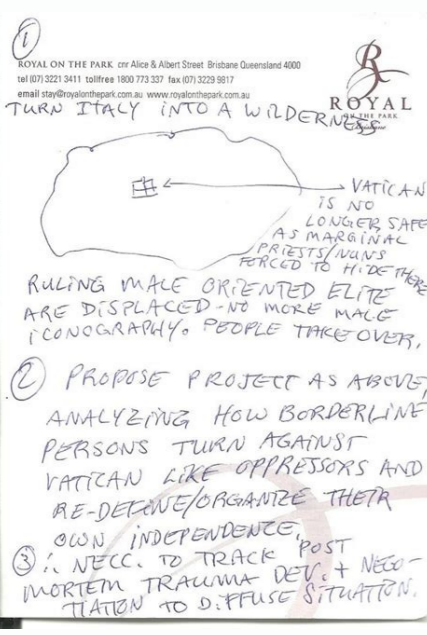 ①
ROYAL ON THE PARK cnr Alice & Albert Street Brisbane Queensland 4000
tel (07) 3221 3411 tollfree 1800 773 337 fax (07) 3229 9817
email stay@royalonthepark.com.au www.royalonthepark.com.au
R
ROYAL
ON THE PARK
Brisbane
TURN ITALY INTO A WILDERNESS
VATICAN
IS NO
LONGER SAFE
AS MARGINAL
PRIESTS/NUNS
FORCED TO HIDE THERE
RULING MALE ORIENTED ELITE
ARE DISPLACED - NO MORE MALE
ICONOGRAPHY. PEOPLE TAKE OVER.
② PROPOSE PROJECT AS ABOVE,
ANALYZING HOW BORDERLINE
PERSONS TURN AGAINST
VATICAN LIKE OPPRESSORS AND
RE-DEFINE/ORGANIZE THEIR
OWN INDEPENDENCE.
③ ∴ NECC. TO TRACK POST
MORTEM TRAUMA DEV. + NEGO-
TIATION TO DIFFUSE SITUATION.